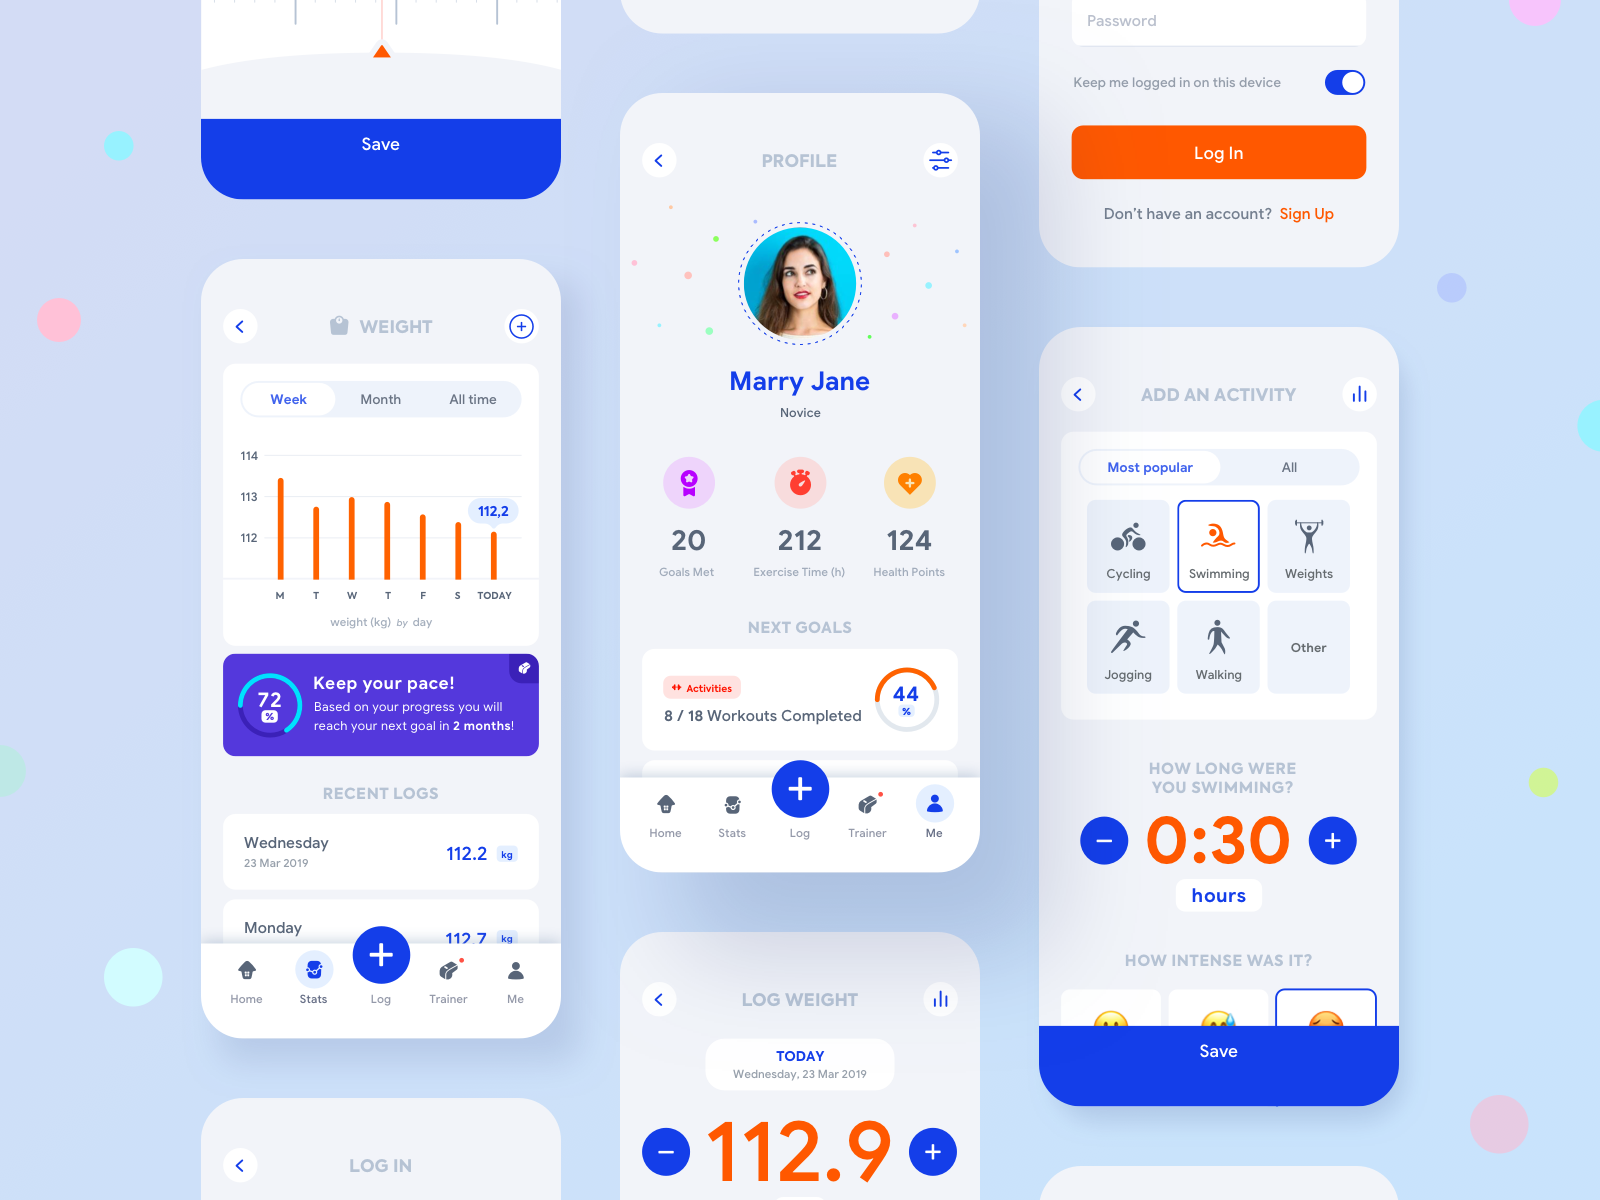 Save
WEIGHT
Week Month All time
114
113
112,2
112
M T W T F S TODAY
weight (kg) by day
72
%
Keep your pace!
Based on your progress you will
reach your next goal in 2 months!
RECENT LOGS
Wednesday
23 Mar 2019
112.2 kg
Monday
112.7 kg
Home Stats Log Trainer Me
LOG IN
PROFILE
Marry Jane
Novice
20 212 124
Goals Met Exercise Time (h) Health Points
NEXT GOALS
Activities
8 / 18 Workouts Completed
44
%
Home Stats Log Trainer Me
LOG WEIGHT
TODAY
Wednesday, 23 Mar 2019
112.9
Password
Keep me logged in on this device
Log In
Don't have an account? Sign Up
ADD AN ACTIVITY
Most popular All
Cycling Swimming Weights
Jogging Walking Other
HOW LONG WERE
YOU SWIMMING?
0:30
hours
HOW INTENSE WAS IT?
Save